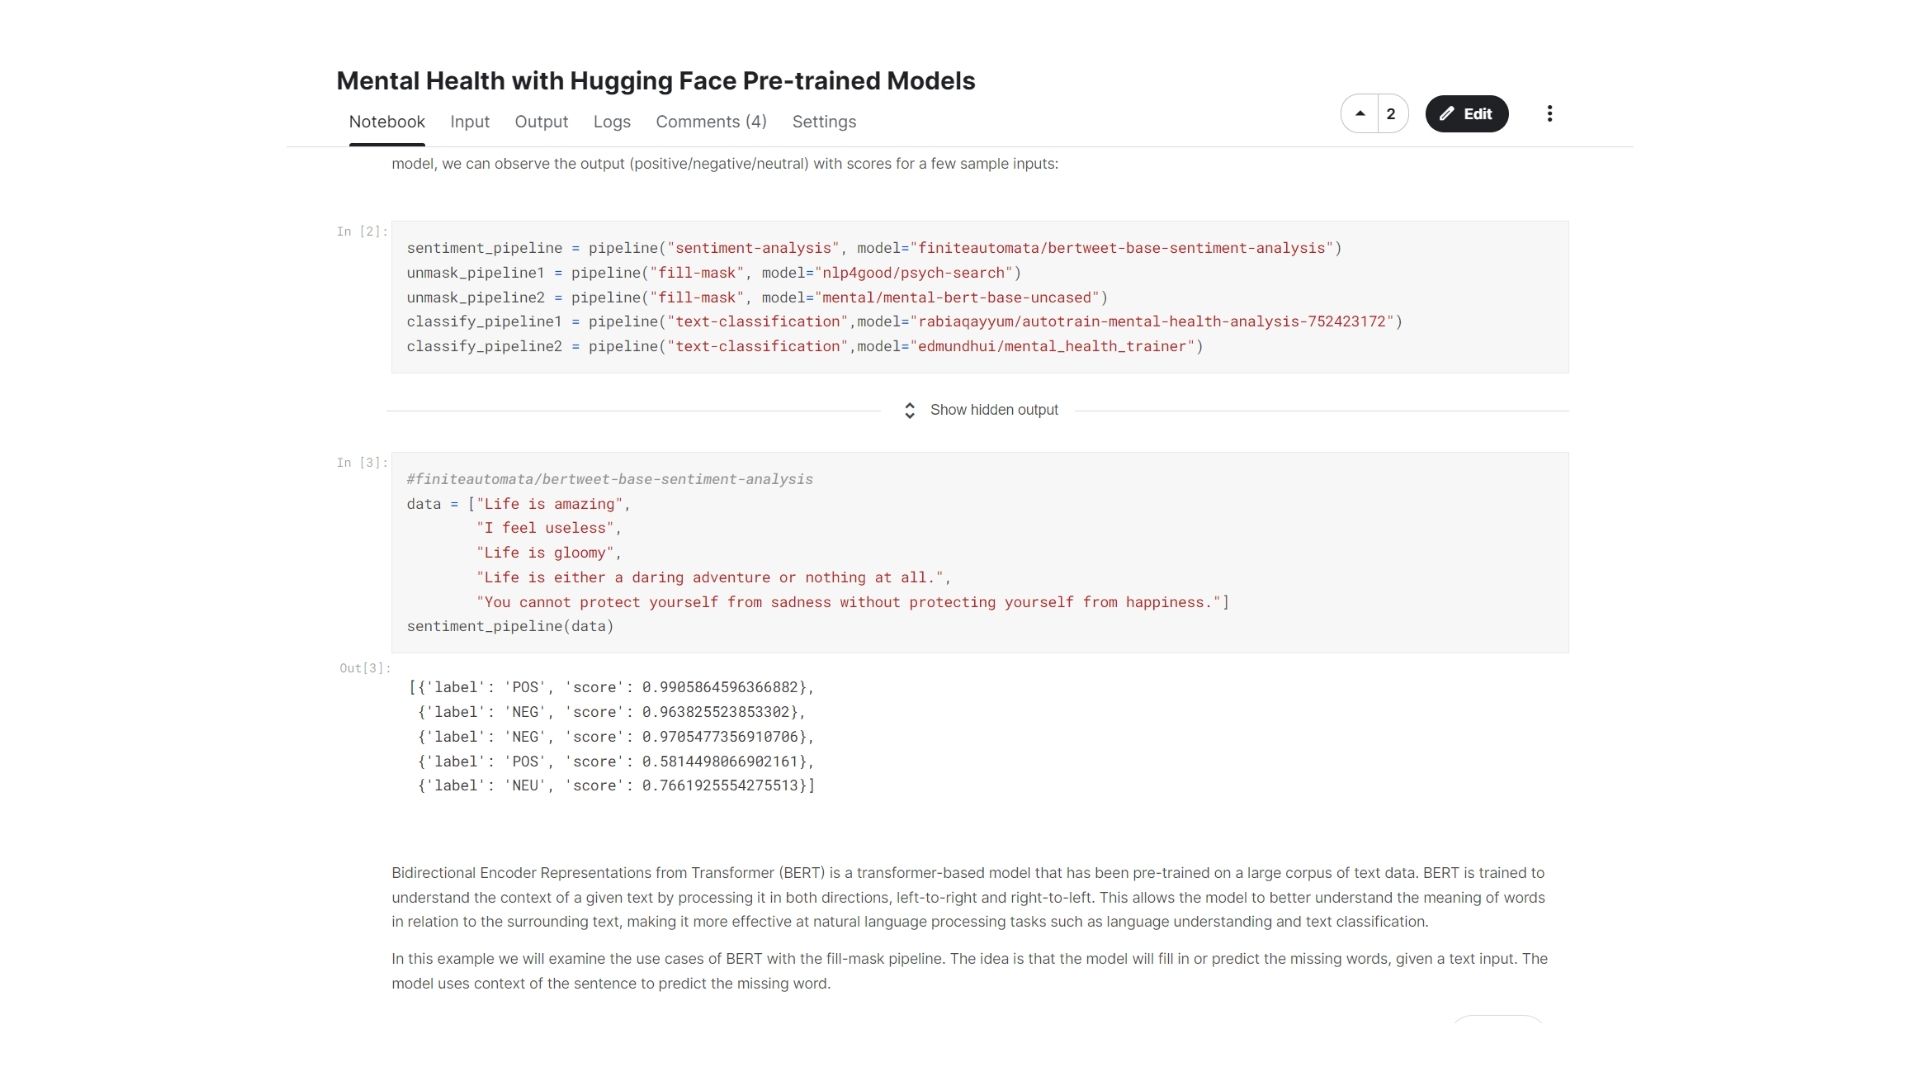 Mental Health with Hugging Face Pre-trained Models
Notebook Input Output Logs Comments (4) Settings
2 Edit
model, we can observe the output (positive/negative/neutral) with scores for a few sample inputs:
In [2]:
sentiment_pipeline = pipeline("sentiment-analysis", model="finiteautomata/bertweet-base-sentiment-analysis")
unmask_pipeline1 = pipeline("fill-mask", model="nlp4good/psych-search")
unmask_pipeline2 = pipeline("fill-mask", model="mental/mental-bert-base-uncased")
classify_pipeline1 = pipeline("text-classification",model="rabiaqayyum/autotrain-mental-health-analysis-752423172")
classify_pipeline2 = pipeline("text-classification",model="edmundhui/mental_health_trainer")
Show hidden output
In [3]:
#finiteautomata/bertweet-base-sentiment-analysis
data = ["Life is amazing",
"I feel useless",
"Life is gloomy",
"Life is either a daring adventure or nothing at all.",
"You cannot protect yourself from sadness without protecting yourself from happiness."]
sentiment_pipeline(data)
Out[3]:
[{'label': 'POS', 'score': 0.9905864596366882},
{'label': 'NEG', 'score': 0.963825523853302},
{'label': 'NEG', 'score': 0.9705477356910706},
{'label': 'POS', 'score': 0.5814498066902161},
{'label': 'NEU', 'score': 0.7661925554275513}]
Bidirectional Encoder Representations from Transformer (BERT) is a transformer-based model that has been pre-trained on a large corpus of text data. BERT is trained to
understand the context of a given text by processing it in both directions, left-to-right and right-to-left. This allows the model to better understand the meaning of words
in relation to the surrounding text, making it more effective at natural language processing tasks such as language understanding and text classification.
In this example we will examine the use cases of BERT with the fill-mask pipeline. The idea is that the model will fill in or predict the missing words, given a text input. The
model uses context of the sentence to predict the missing word.